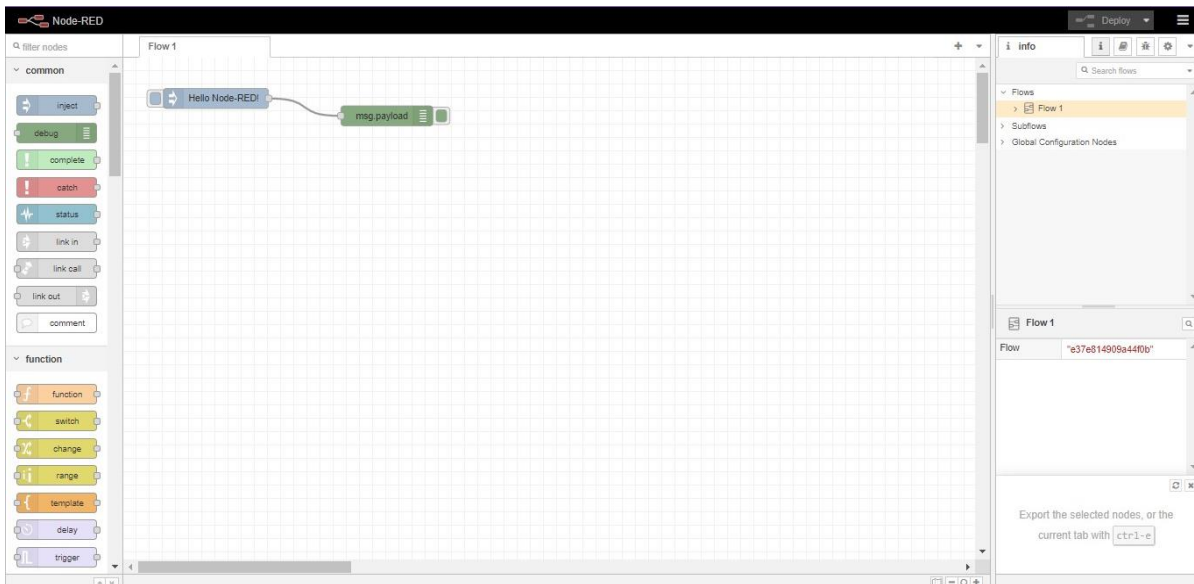 Node-RED
Deploy
filter nodes
common
inject
debug
complete
catch
status
link in
link call
link out
comment
function
function
switch
change
range
template
delay
trigger
Flow 1
Hello Node-RED!
msg.payload
i info
Search flows
Flows
Flow 1
Subflows
Global Configuration Nodes
Flow 1
Flow "e37e814909a44f0b"
Export the selected nodes, or the
current tab with ctrl-e